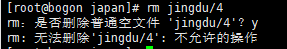 [root@bogon japan]# rm jingdu/4
rm：是否删除普通空文件 'jingdu/4'？y
rm: 无法删除'jingdu/4': 不允许的操作